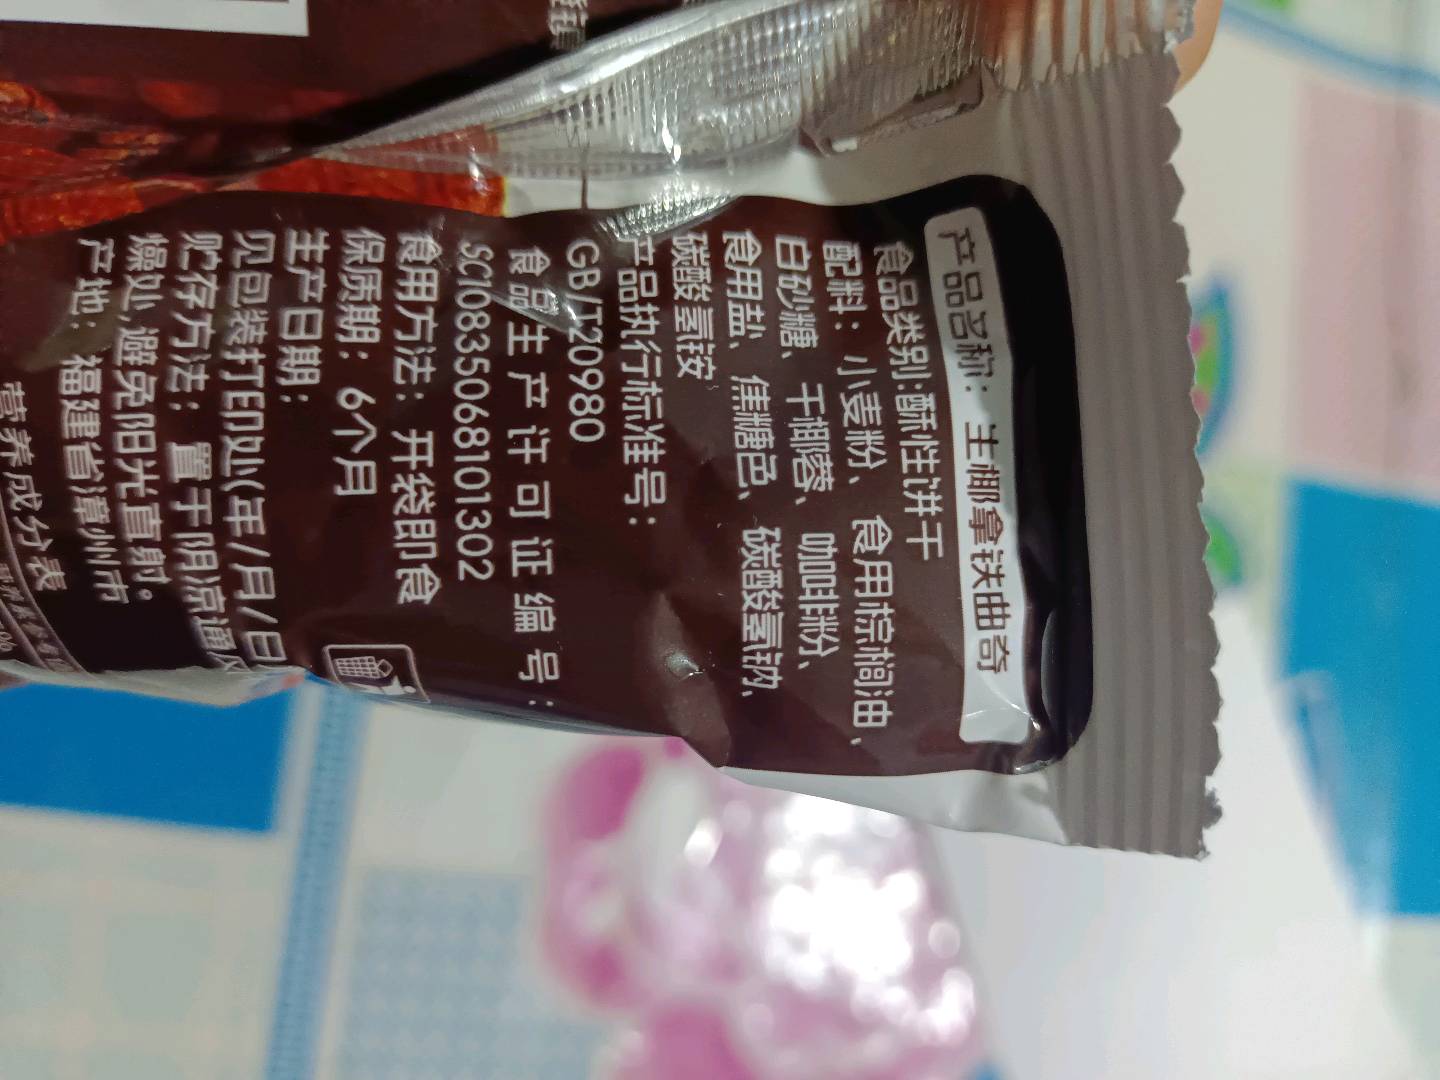 产品名称：生椰拿铁曲奇
食品类别:酥性饼干
配料：小麦粉、食用棕榈油、
白砂糖、干椰蓉、咖啡粉、
食用盐、焦糖色、碳酸氢钠、
碳酸氢铵
产品执行标准号：
GB/T20980
食品生产许可证编号：
SC10835068101302
食用方法：开袋即食
保质期：6个月
生产日期：
见包装打印处(年/月/日
贮存方法：置于阴凉通风
燥处，避免阳光直射。
产地：福建省漳州市
营养成分表